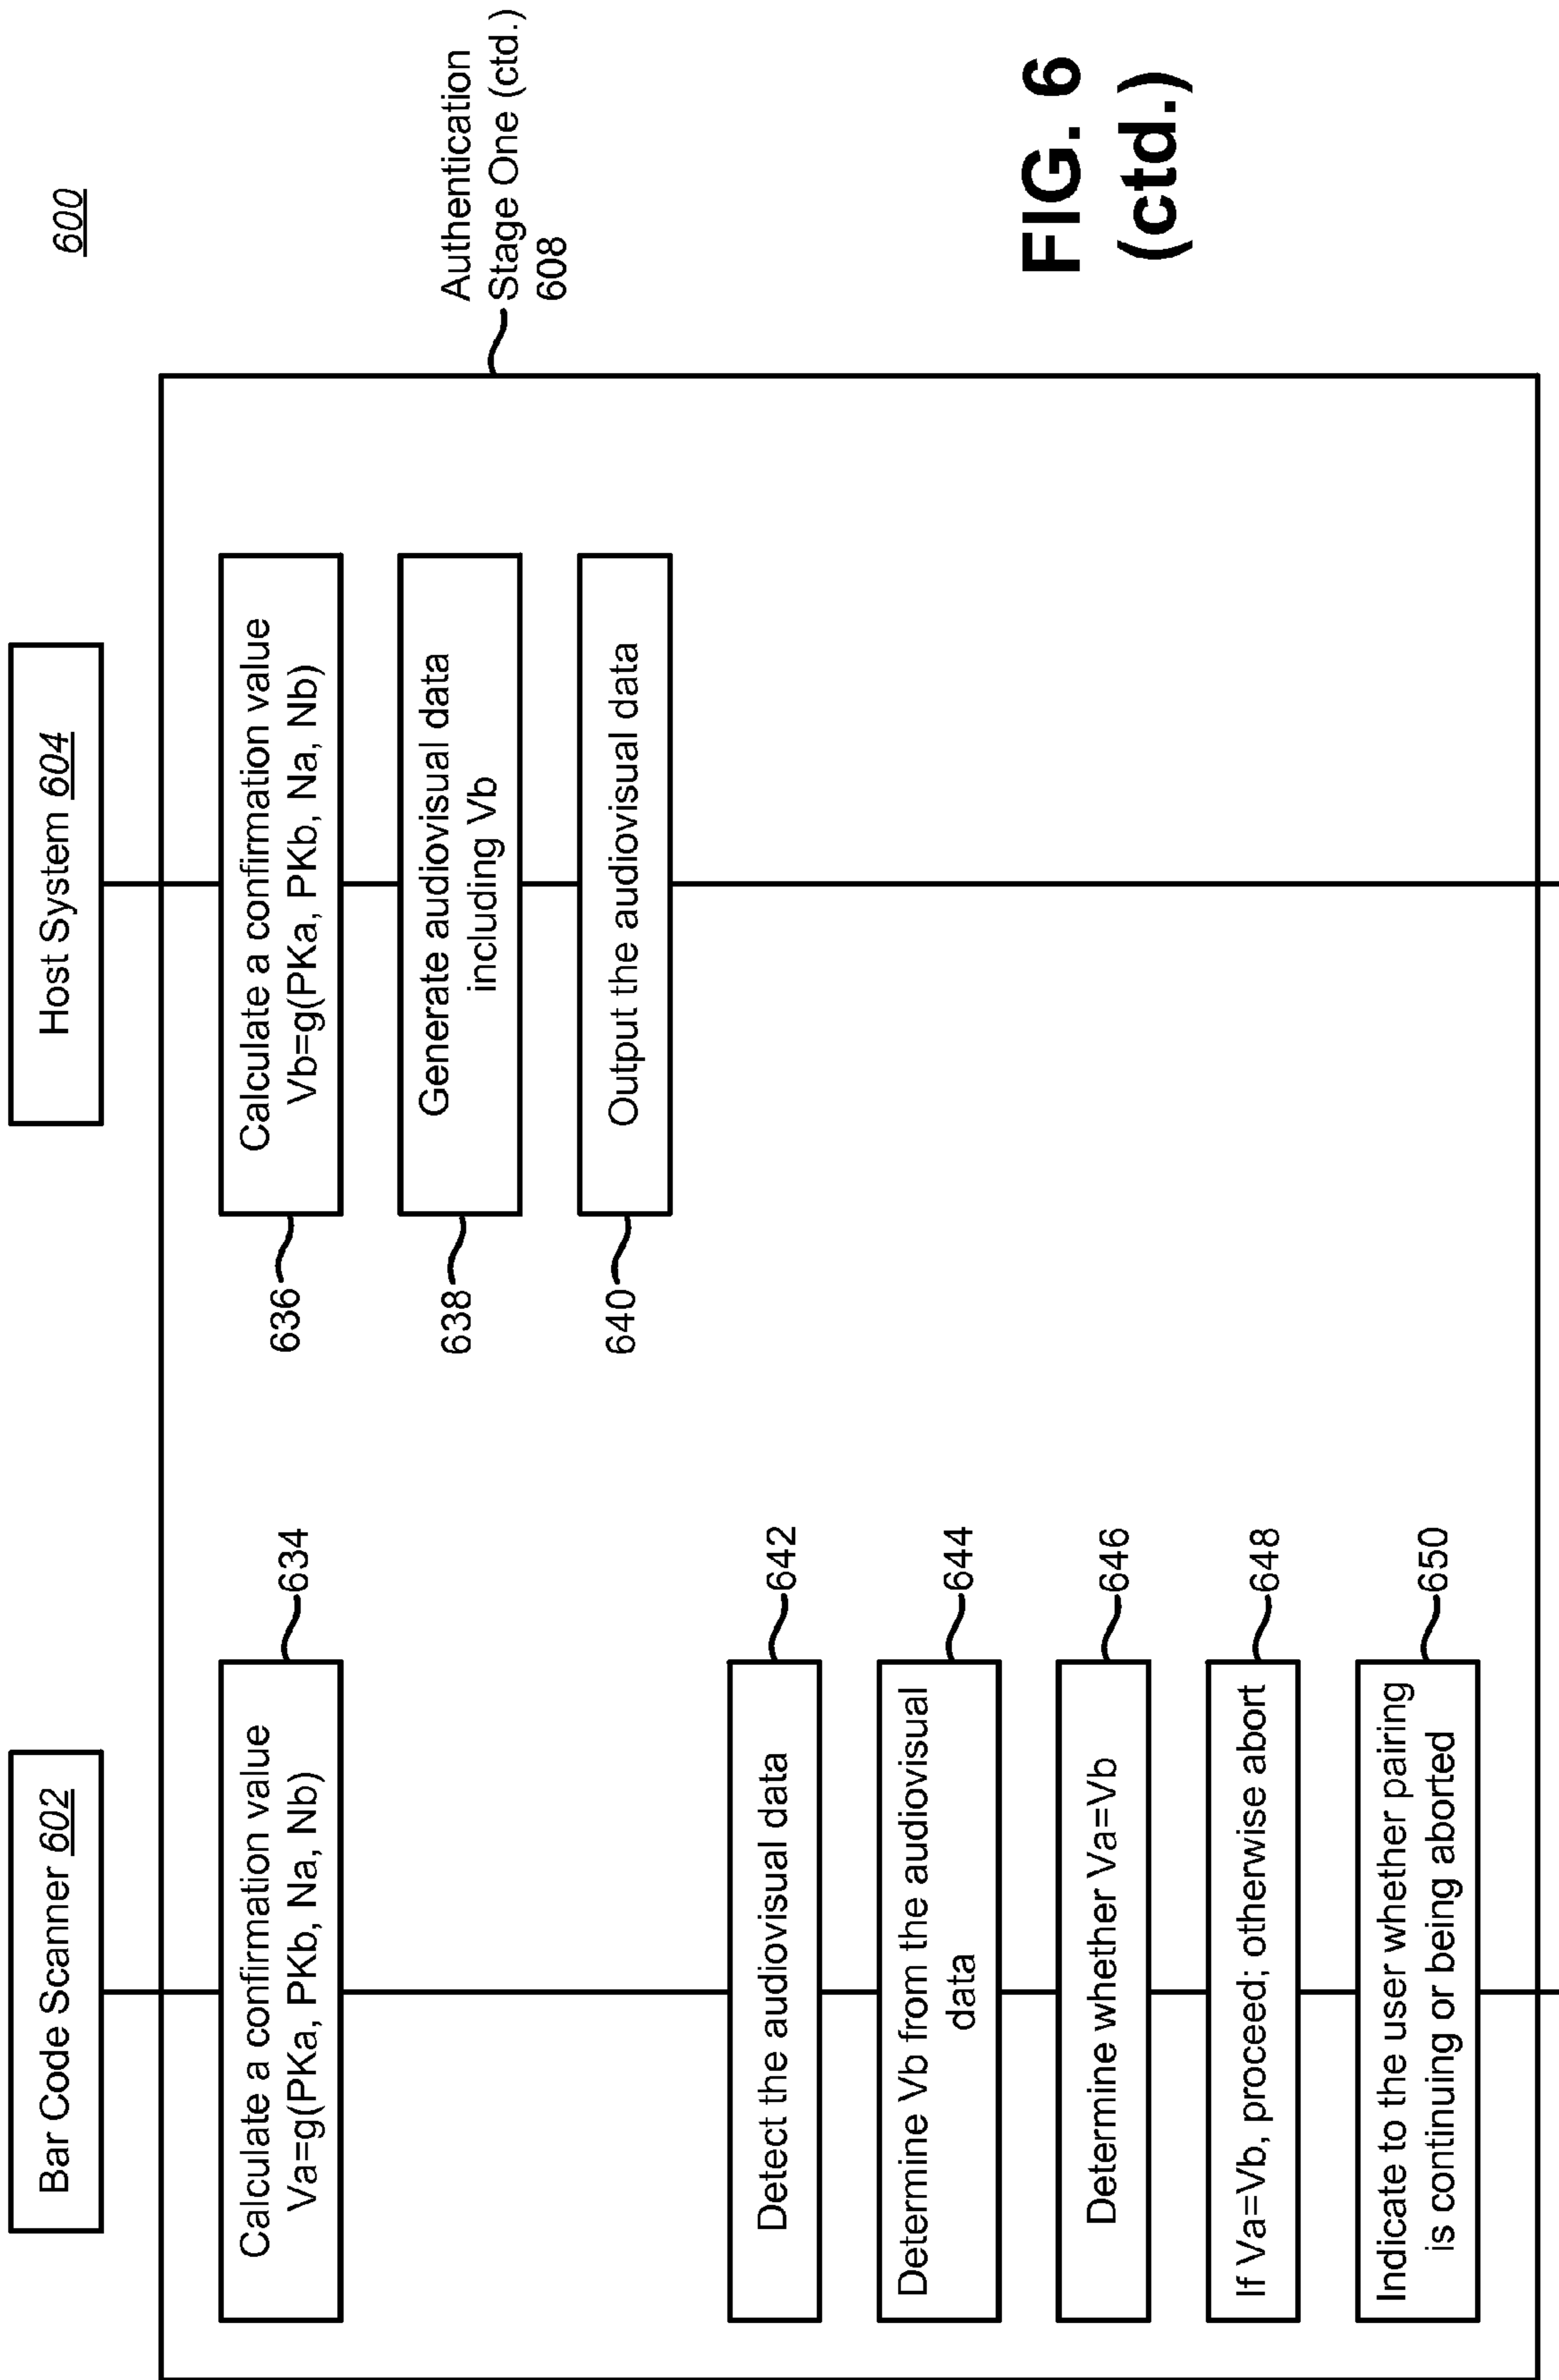 600
Bar Code Scanner 602
Host System 604
Authentication
Stage One (ctd.)
608
Calculate a confirmation value
Va=g(PKa, PKb, Na, Nb)
634
Calculate a confirmation value
Vb=g(PKa, PKb, Na, Nb)
636
Generate audiovisual data
including Vb
638
Output the audiovisual data
640
Detect the audiovisual data
642
Determine Vb from the audiovisual
data
644
Determine whether Va=Vb
646
If Va=Vb, proceed; otherwise abort
648
Indicate to the user whether pairing
is continuing or being aborted
650
FIG. 6
(ctd.)